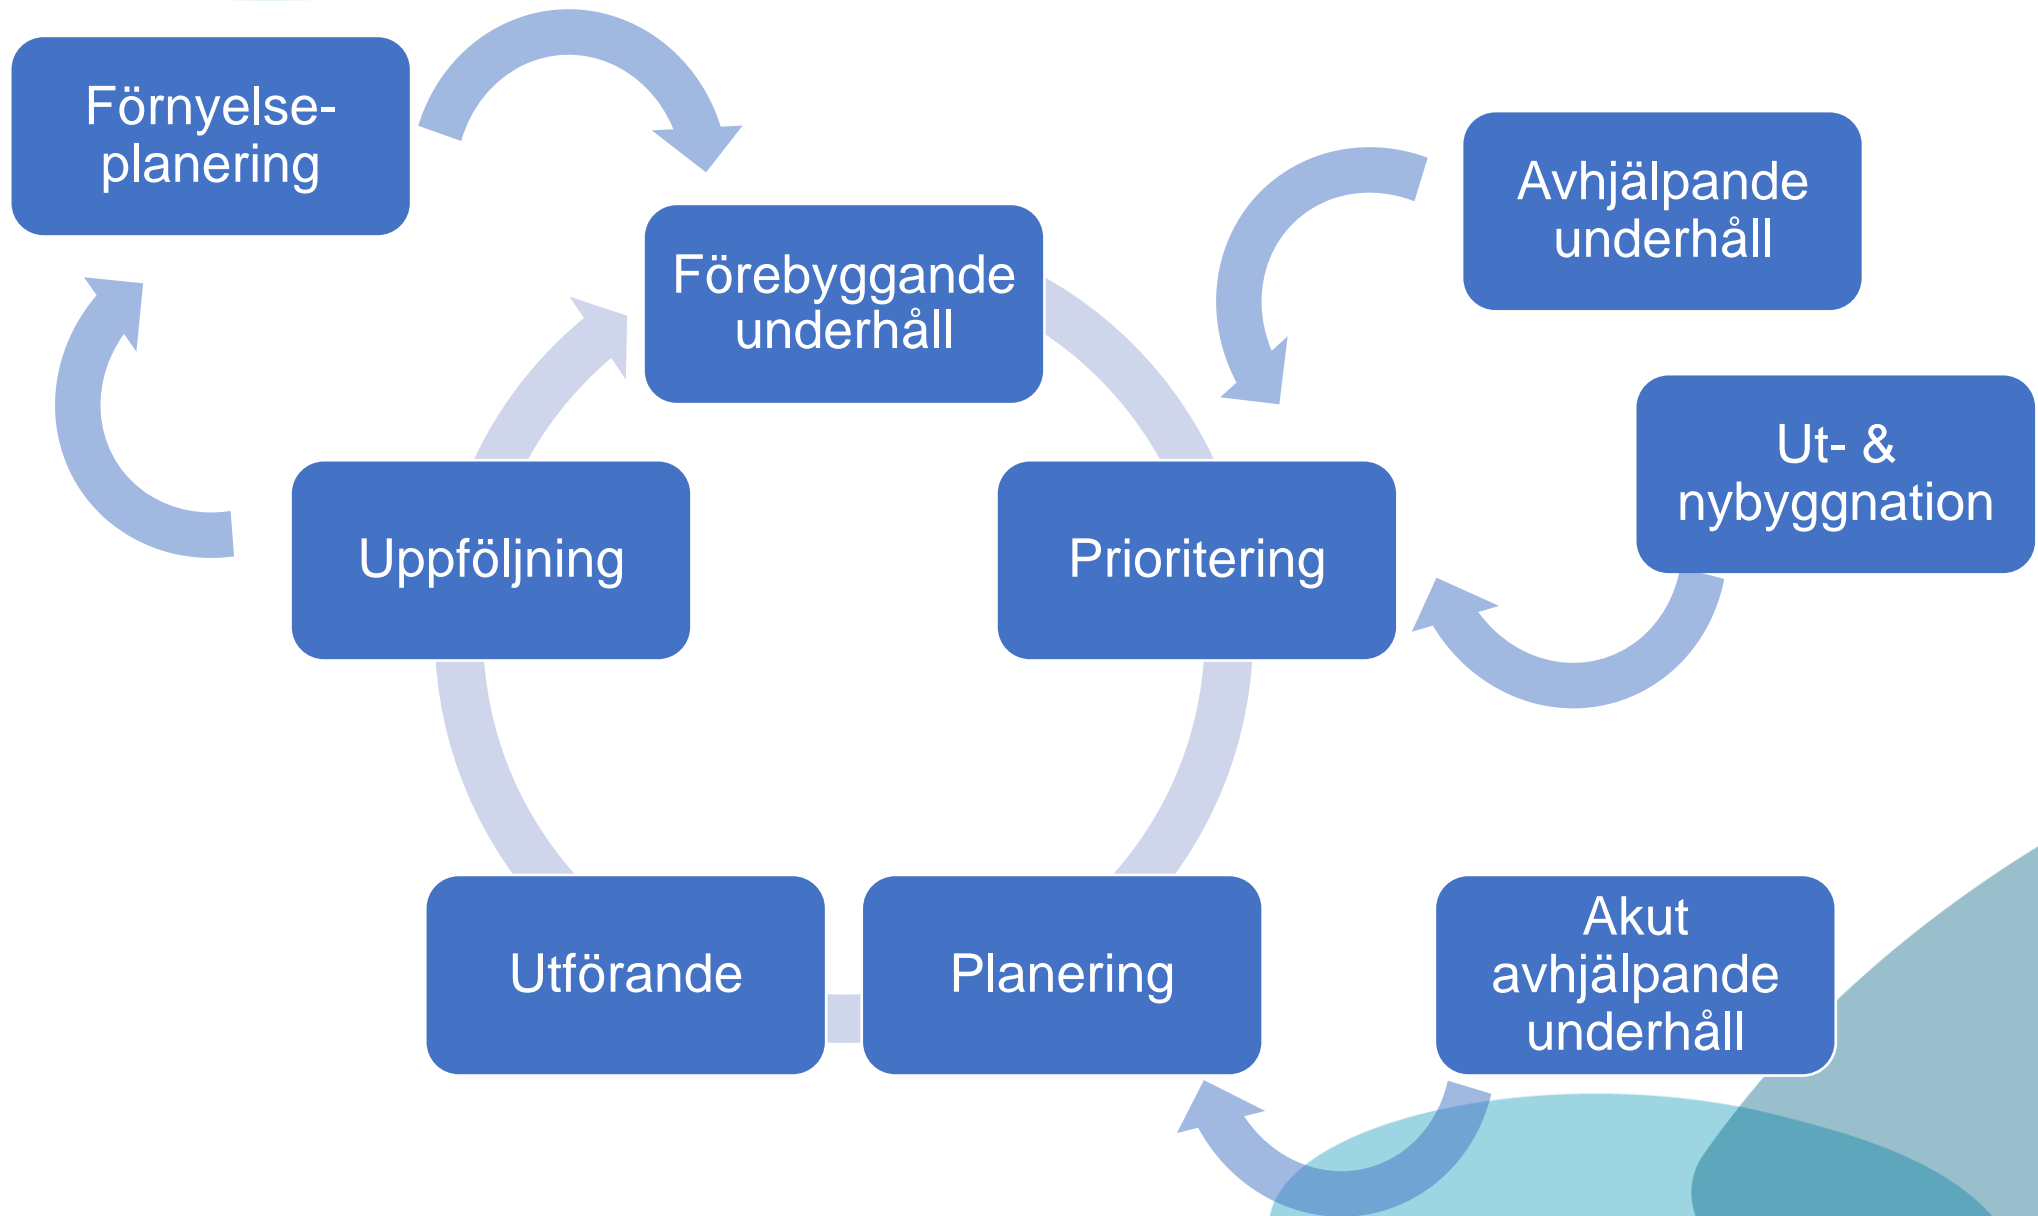 Förnyelse-
planering
Förebyggande
underhåll
Avhjälpande
underhåll
Ut- &
nybyggnation
Uppföljning
Prioritering
Utförande
Planering
Akut
avhjälpande
underhåll